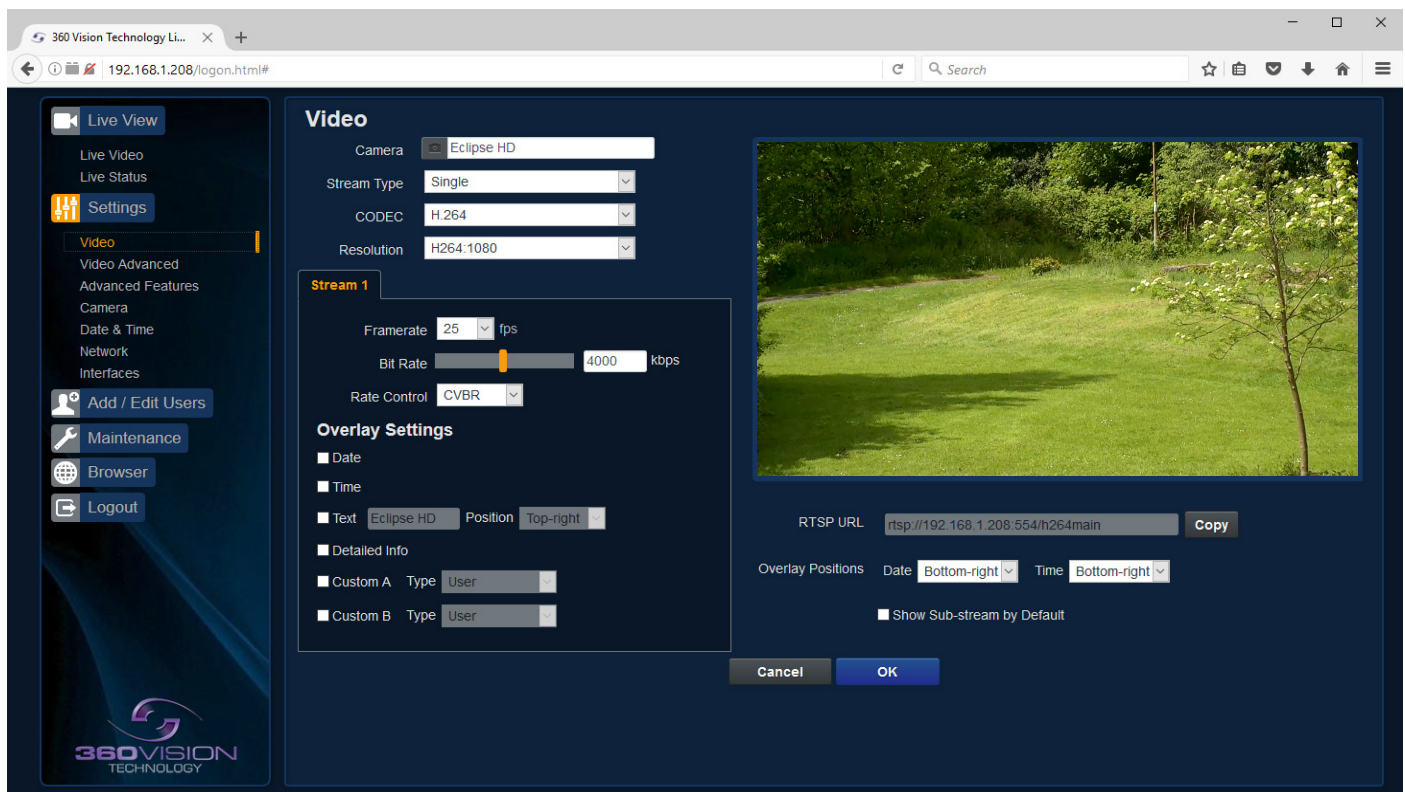 360 Vision Technology Li...
192.168.1.208/logon.html#
Search
Live View
Live Video
Live Status
Settings
Video
Video Advanced
Advanced Features
Camera
Date & Time
Network
Interfaces
Add / Edit Users
Maintenance
Browser
Logout
360VISION
TECHNOLOGY
Video
Camera Eclipse HD
Stream Type Single
CODEC H.264
Resolution H264:1080
Stream 1
Framerate 25 fps
Bit Rate 4000 kbps
Rate Control CVBR
Overlay Settings
Date
Time
Text Eclipse HD Position Top-right
Detailed Info
Custom A Type User
Custom B Type User
RTSP URL rtsp://192.168.1.208:554/h264main Copy
Overlay Positions Date Bottom-right Time Bottom-right
Show Sub-stream by Default
Cancel OK